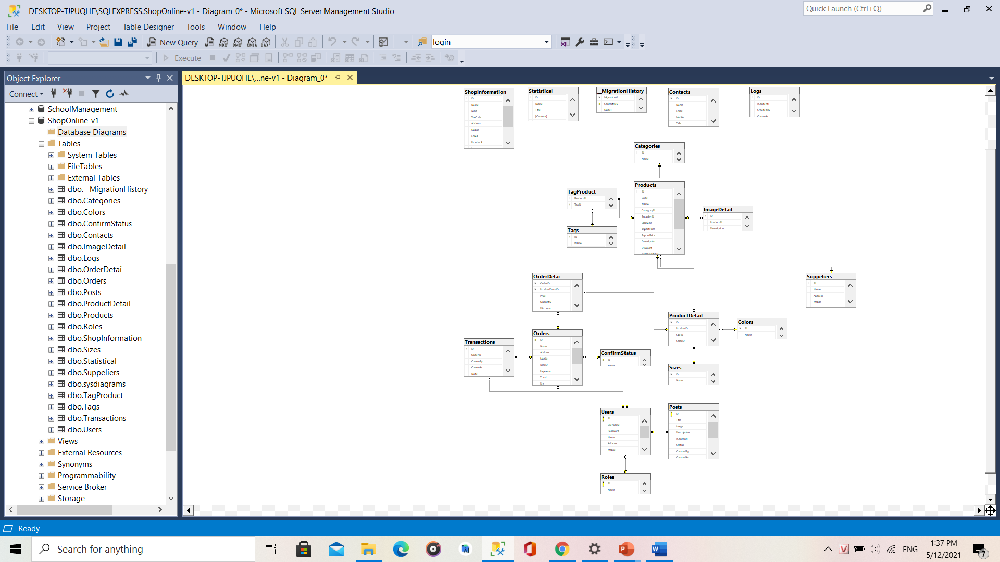 DESKTOP-TJPUQHE\SQLEXPRESS.ShopOnline-v1 - Diagram_0* - Microsoft SQL Server Management Studio
Quick Launch (Ctrl+Q)
File Edit View Project Table Designer Tools Window Help
New Query MDX DMX XMLA DAX login
Execute
Object Explorer
DESKTOP-TJPUQHE\...ne-v1 - Diagram_0*
Connect
SchoolManagement
ShopOnline-v1
Database Diagrams
Tables
System Tables
FileTables
External Tables
dbo.__MigrationHistory
dbo.Categories
dbo.Colors
dbo.ConfirmStatus
dbo.Contacts
dbo.ImageDetail
dbo.Logs
dbo.OrderDetai
dbo.Orders
dbo.Posts
dbo.ProductDetail
dbo.Products
dbo.Roles
dbo.ShopInformation
dbo.Sizes
dbo.Statistical
dbo.Suppeliers
dbo.sysdiagrams
dbo.TagProduct
dbo.Tags
dbo.Transactions
dbo.Users
Views
External Resources
Synonyms
Programmability
Service Broker
Storage
ShopInformation
ID
Name
Logo
TaxCode
Address
Mobile
Email
Facebook
Statistical
ID
Name
Title
[Content]
__MigrationHistory
MigrationId
ContextKey
Model
Contacts
ID
Name
Email
Mobile
Title
Logs
ID
[Content]
CreatedBy
CreatedAt
Categories
ID
Name
Products
ID
Code
Name
CategoryID
SupplierID
UrlImage
ImportPrice
ExportPrice
Description
Discount
TotalPurchase
TagProduct
ProductID
TagID
Tags
ID
Name
ImageDetail
ID
ProductID
Description
OrderDetai
OrderID
ProductDetailID
Price
Quantity
Discount
Suppeliers
ID
Name
Address
Mobile
ProductDetail
ID
ProductID
SizeID
ColorID
Colors
ID
Name
Orders
ID
Name
Address
Mobile
UserID
Payment
Total
Fee
Transactions
ID
OrderID
CreateBy
CreateAt
Note
ConfirmStatus
ID
Name
Sizes
ID
Name
Users
ID
Username
Password
Name
Address
Mobile
Posts
ID
Title
Image
Description
[Content]
Status
CreatedBy
CreatedAt
Roles
ID
Name
Ready
Search for anything
ENG
1:37 PM
5/12/2021
7